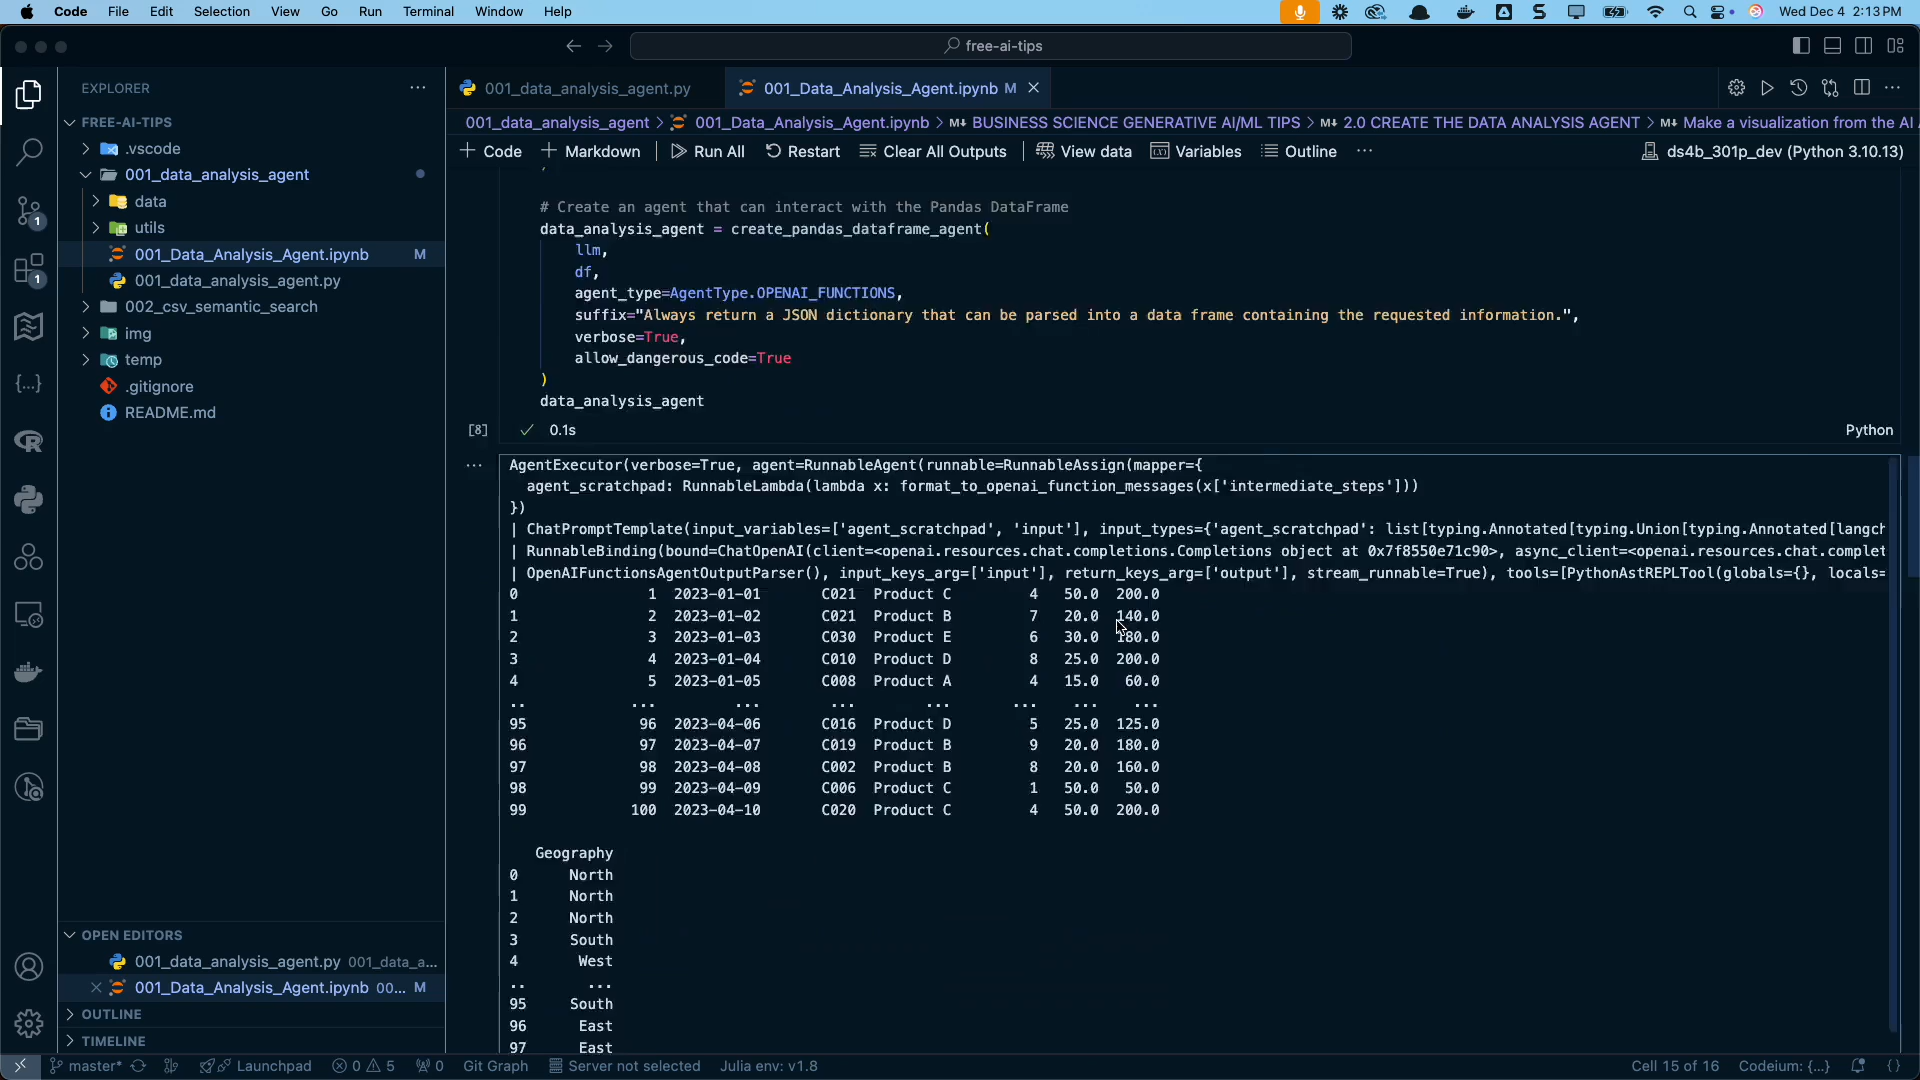 Code File Edit Selection View Go Run Terminal Window Help Wed Dec 4 2:13 PM
free-ai-tips
EXPLORER
FREE-AI-TIPS
.vscode
001_data_analysis_agent
data
utils
001_Data_Analysis_Agent.ipynb M
001_data_analysis_agent.py
002_csv_semantic_search
img
temp
.gitignore
README.md
1
1
OPEN EDITORS
001_data_analysis_agent.py 001_data_a...
001_Data_Analysis_Agent.ipynb 00... M
OUTLINE
TIMELINE
001_data_analysis_agent.py 001_Data_Analysis_Agent.ipynb M
001_data_analysis_agent > 001_Data_Analysis_Agent.ipynb > M↓ BUSINESS SCIENCE GENERATIVE AI/ML TIPS > M↓ 2.0 CREATE THE DATA ANALYSIS AGENT > M↓ Make a visualization from the AI
+ Code + Markdown Run All Restart Clear All Outputs View data Variables Outline ... ds4b_301p_dev (Python 3.10.13)
# Create an agent that can interact with the Pandas DataFrame
data_analysis_agent = create_pandas_dataframe_agent(
llm,
df,
agent_type=AgentType.OPENAI_FUNCTIONS,
suffix="Always return a JSON dictionary that can be parsed into a data frame containing the requested information.",
verbose=True,
allow_dangerous_code=True
)
data_analysis_agent
[8] 0.1s Python
AgentExecutor(verbose=True, agent=RunnableAgent(runnable=RunnableAssign(mapper={
agent_scratchpad: RunnableLambda(lambda x: format_to_openai_function_messages(x['intermediate_steps']))
})
| ChatPromptTemplate(input_variables=['agent_scratchpad', 'input'], input_types={'agent_scratchpad': list[typing.Annotated[typing.Union[typing.Annotated[langch
| RunnableBinding(bound=ChatOpenAI(client=<openai.resources.chat.completions.Completions object at 0x7f8550e71c90>, async_client=<openai.resources.chat.complet
| OpenAIFunctionsAgentOutputParser(), input_keys_arg=['input'], return_keys_arg=['output'], stream_runnable=True), tools=[PythonAstREPLTool(globals={}, locals=
0 1 2023-01-01 C021 Product C 4 50.0 200.0
1 2 2023-01-02 C021 Product B 7 20.0 140.0
2 3 2023-01-03 C030 Product E 6 30.0 180.0
3 4 2023-01-04 C010 Product D 8 25.0 200.0
4 5 2023-01-05 C008 Product A 4 15.0 60.0
.. ... ... ... ... ... ... ...
95 96 2023-04-06 C016 Product D 5 25.0 125.0
96 97 2023-04-07 C019 Product B 9 20.0 180.0
97 98 2023-04-08 C002 Product B 8 20.0 160.0
98 99 2023-04-09 C006 Product C 1 50.0 50.0
99 100 2023-04-10 C020 Product C 4 50.0 200.0
Geography
0 North
1 North
2 North
3 South
4 West
.. ...
95 South
96 East
97 East
master* Launchpad 0 5 0 Git Graph Server not selected Julia env: v1.8 Cell 15 of 16 Codeium: {...}